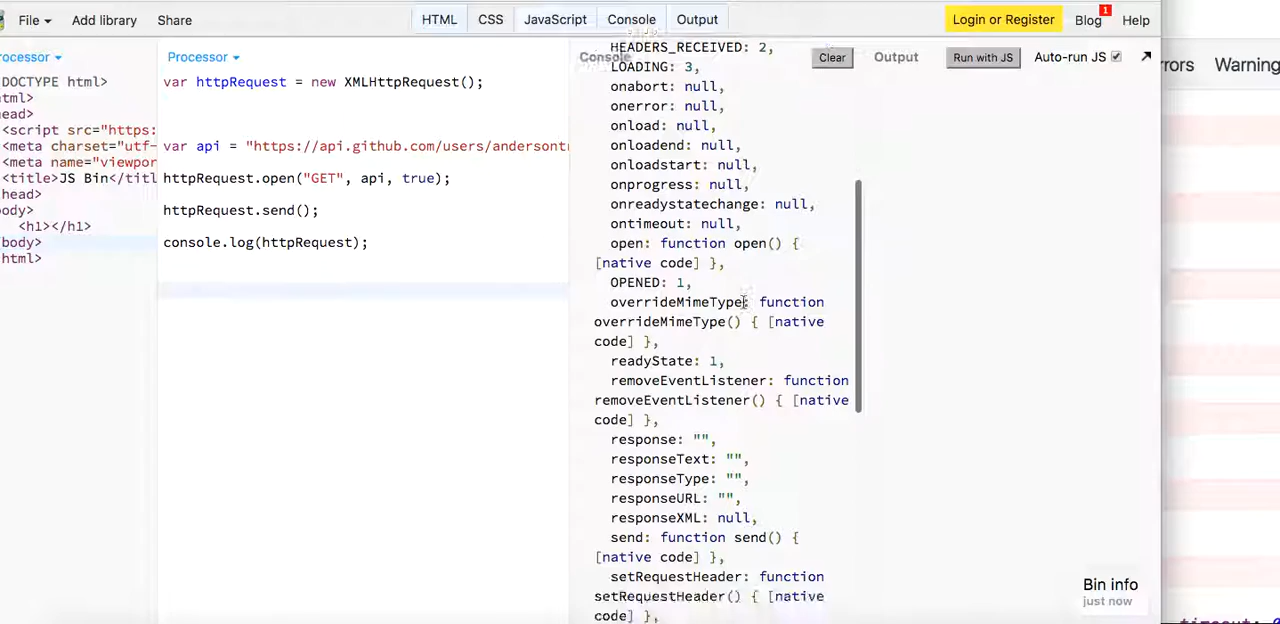 File Add library Share HTML CSS JavaScript Console Output Login or Register Blog 1 Help
rocessor
DOCTYPE html>
html>
ead>
<script src="https:
<meta charset="utf-
<meta name="viewpor
<title>JS Bin</titl
head>
ody>
<h1></h1>
body>
html>
Processor
var httpRequest = new XMLHttpRequest();
var api = "https://api.github.com/users/andersont
httpRequest.open("GET", api, true);
httpRequest.send();
console.log(httpRequest);
Console Clear Output Run with JS Auto-run JS
HEADERS_RECEIVED: 2,
LOADING: 3,
onabort: null,
onerror: null,
onload: null,
onloadend: null,
onloadstart: null,
onprogress: null,
onreadystatechange: null,
ontimeout: null,
open: function open() {
[native code] },
OPENED: 1,
overrideMimeType: function
overrideMimeType() { [native
code] },
readyState: 1,
removeEventListener: function
removeEventListener() { [native
code] },
response: "",
responseText: "",
responseType: "",
responseURL: "",
responseXML: null,
send: function send() {
[native code] },
setRequestHeader: function
setRequestHeader() { [native
code] },
Bin info
just now
rrors Warning